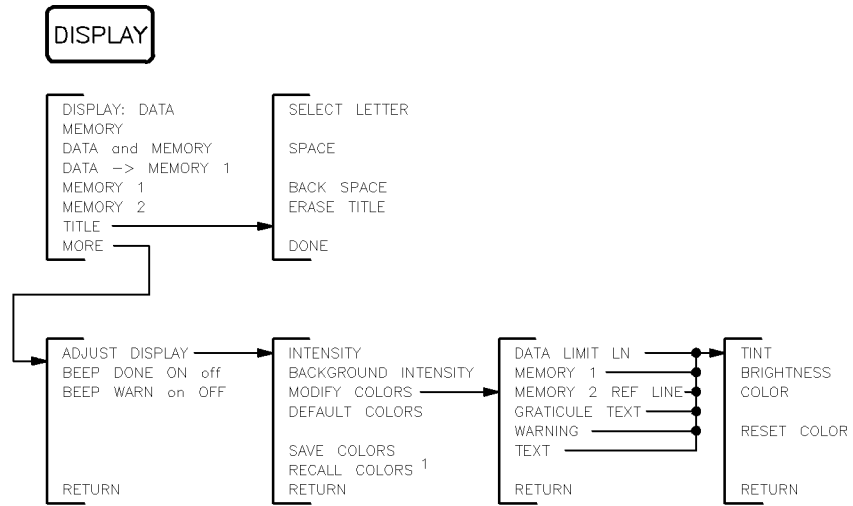 DISPLAY
DISPLAY: DATA
MEMORY
DATA and MEMORY
DATA -> MEMORY 1
MEMORY 1
MEMORY 2
TITLE
MORE
SELECT LETTER
SPACE
BACK SPACE
ERASE TITLE
DONE
ADJUST DISPLAY
BEEP DONE ON off
BEEP WARN on OFF
RETURN
INTENSITY
BACKGROUND INTENSITY
MODIFY COLORS
DEFAULT COLORS
SAVE COLORS
RECALL COLORS 1
RETURN
DATA LIMIT LN
MEMORY 1
MEMORY 2 REF LINE
GRATICULE TEXT
WARNING
TEXT
RETURN
TINT
BRIGHTNESS
COLOR
RESET COLOR
RETURN